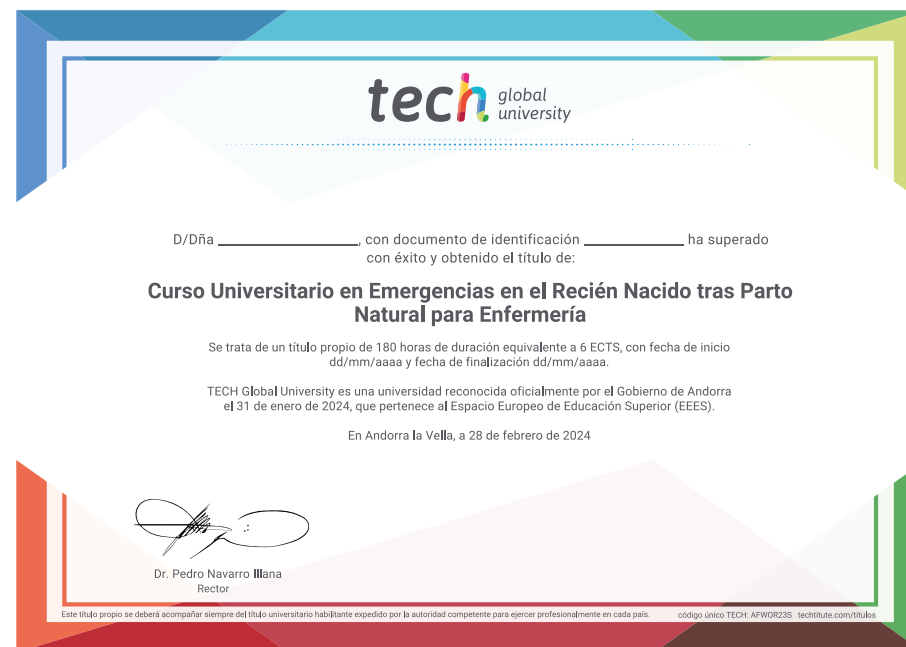 tech global university
D/Dña ____________________, con documento de identificación ______________ ha superado
con éxito y obtenido el título de:
Curso Universitario en Emergencias en el Recién Nacido tras Parto
Natural para Enfermería
Se trata de un título propio de 180 horas de duración equivalente a 6 ECTS, con fecha de inicio
dd/mm/aaaa y fecha de finalización dd/mm/aaaa.
TECH Global University es una universidad reconocida oficialmente por el Gobierno de Andorra
el 31 de enero de 2024, que pertenece al Espacio Europeo de Educación Superior (EEES).
En Andorra la Vella, a 28 de febrero de 2024
Dr. Pedro Navarro Illana
Rector
Este título propio se deberá acompañar siempre del título universitario habilitante expedido por la autoridad competente para ejercer profesionalmente en cada país. código único TECH: AFWOR23S techtitute.com/titulos